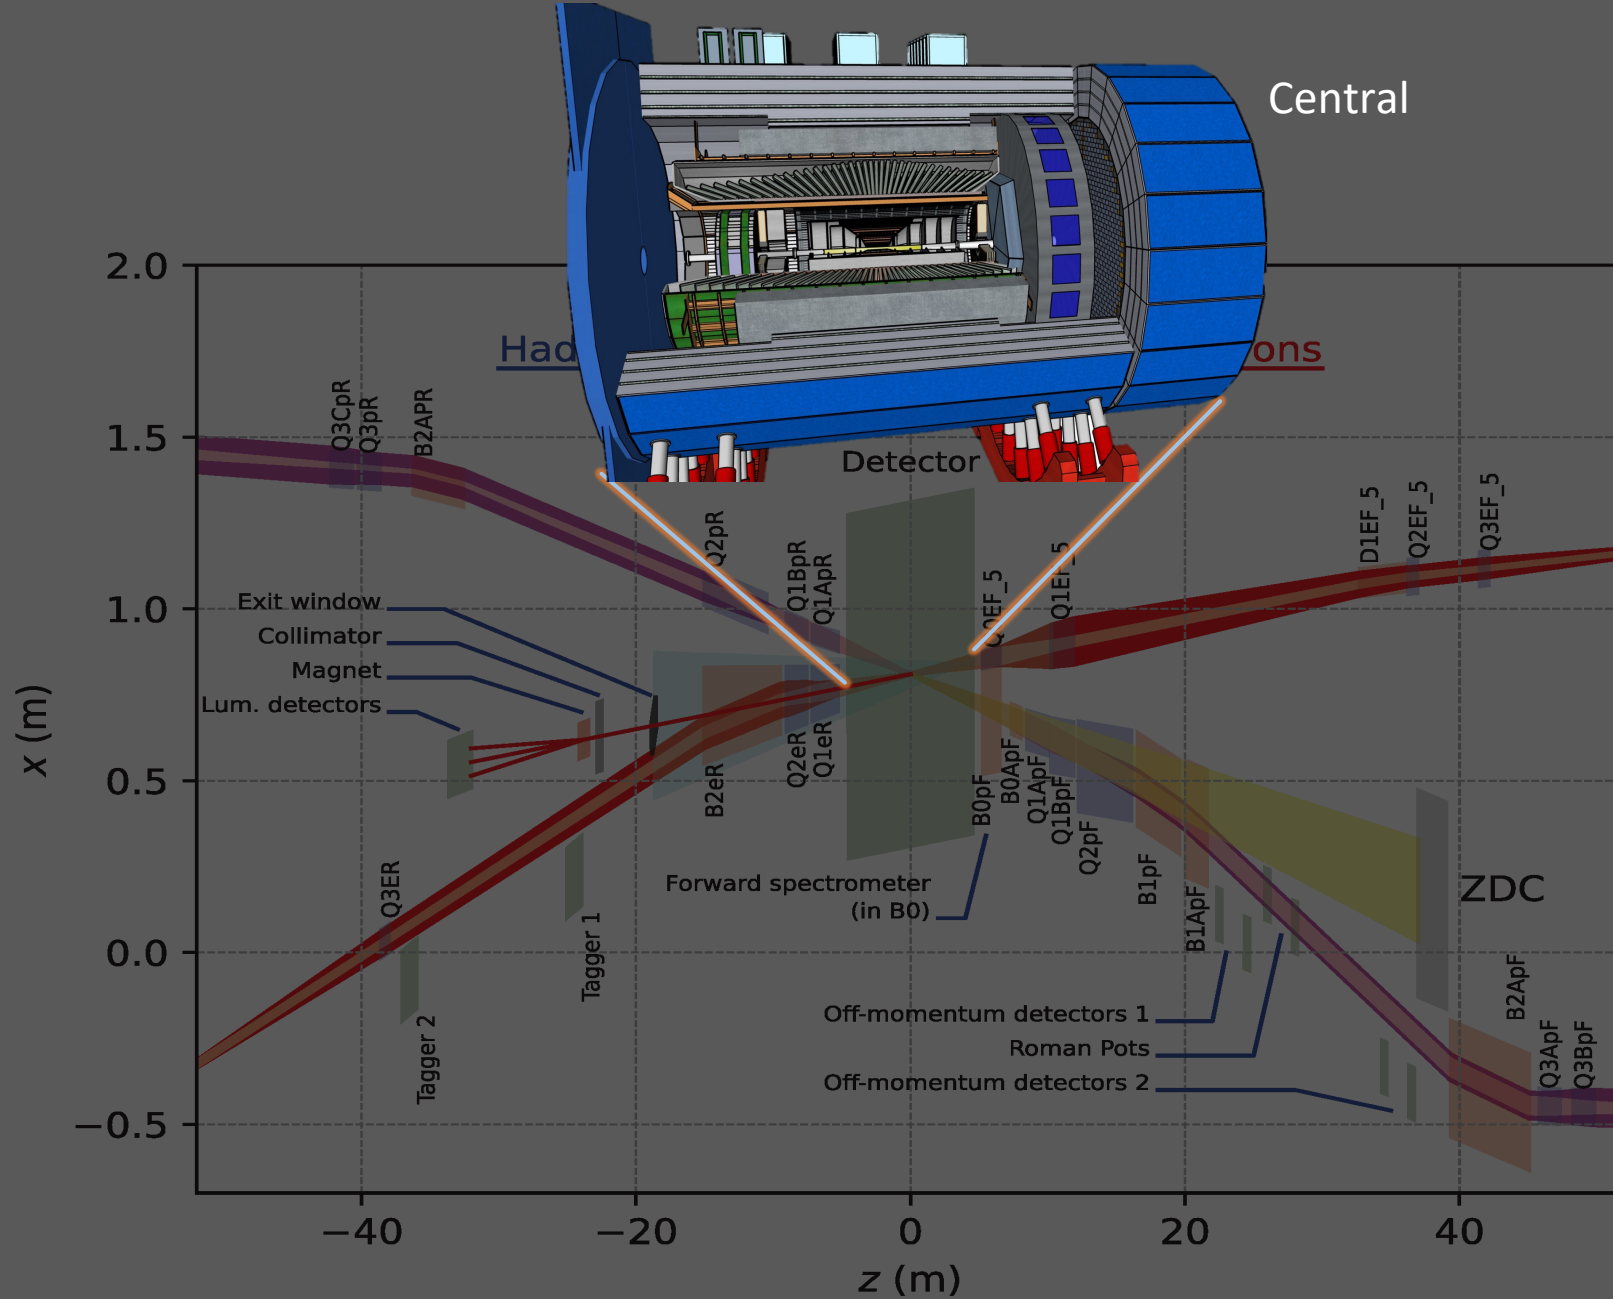 Central
2.0
Had
ons
Q3CpR
Q3pR
B2APR
1.5
Detector
Q2pR
Q1BpR
Q1ApR
Q0EF_5
Q1EF_5
D1EF_5
Q2EF_5
Q3EF_5
Exit window
1.0
Collimator
Magnet
Lum. detectors
x (m)
B2eR
Q2eR
Q1eR
0.5
B0pF
B0ApF
Q1ApF
Q1BpF
Q2pF
B1pF
B1ApF
Q3ER
Forward spectrometer
(in B0)
ZDC
0.0
Tagger 1
Tagger 2
B2ApF
Off-momentum detectors 1
Roman Pots
Off-momentum detectors 2
Q3ApF
Q3BpF
−0.5
−40
−20
0
20
40
z (m)